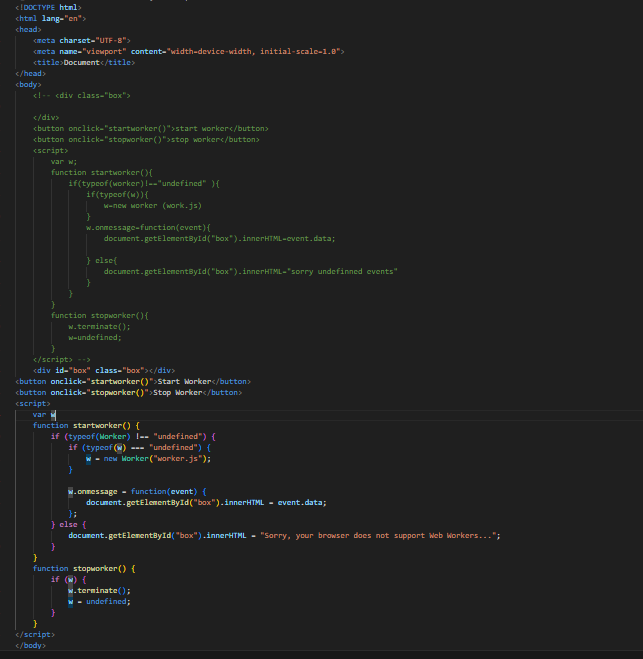 <!DOCTYPE html>
<html lang="en">
<head>
    <meta charset="UTF-8">
    <meta name="viewport" content="width=device-width, initial-scale=1.0">
    <title>Document</title>
</head>
<body>
    <!-- <div class="box">

    </div>
    <button onclick="startworker()">start worker</button>
    <button onclick="stopworker()">stop worker</button>
    <script>
        var w;
        function startworker(){
            if(typeof(worker)!=="undefined" ){
                if(typeof(w)){
                    w=new worker (work.js)
                }
                w.onmessage=function(event){
                    document.getElementById("box").innerHTML=event.data;

                } else{
                    document.getElementById("box").innerHTML="sorry undefinned events"
                }
            }
        }
        function stopworker(){
            w.terminate();
            w=undefined;
        }
    </script> -->
    <div id="box" class="box"></div>
<button onclick="startworker()">Start Worker</button>
<button onclick="stopworker()">Stop Worker</button>
<script>
    var w
    function startworker() {
        if (typeof(Worker) !== "undefined") {
            if (typeof(w) === "undefined") {
                w = new Worker("worker.js");
            }

            w.onmessage = function(event) {
                document.getElementById("box").innerHTML = event.data;
            };
        } else {
            document.getElementById("box").innerHTML = "Sorry, your browser does not support Web Workers...";
        }
    }
    function stopworker() {
        if (w) {
            w.terminate();
            w = undefined;
        }
    }
</script>
</body>